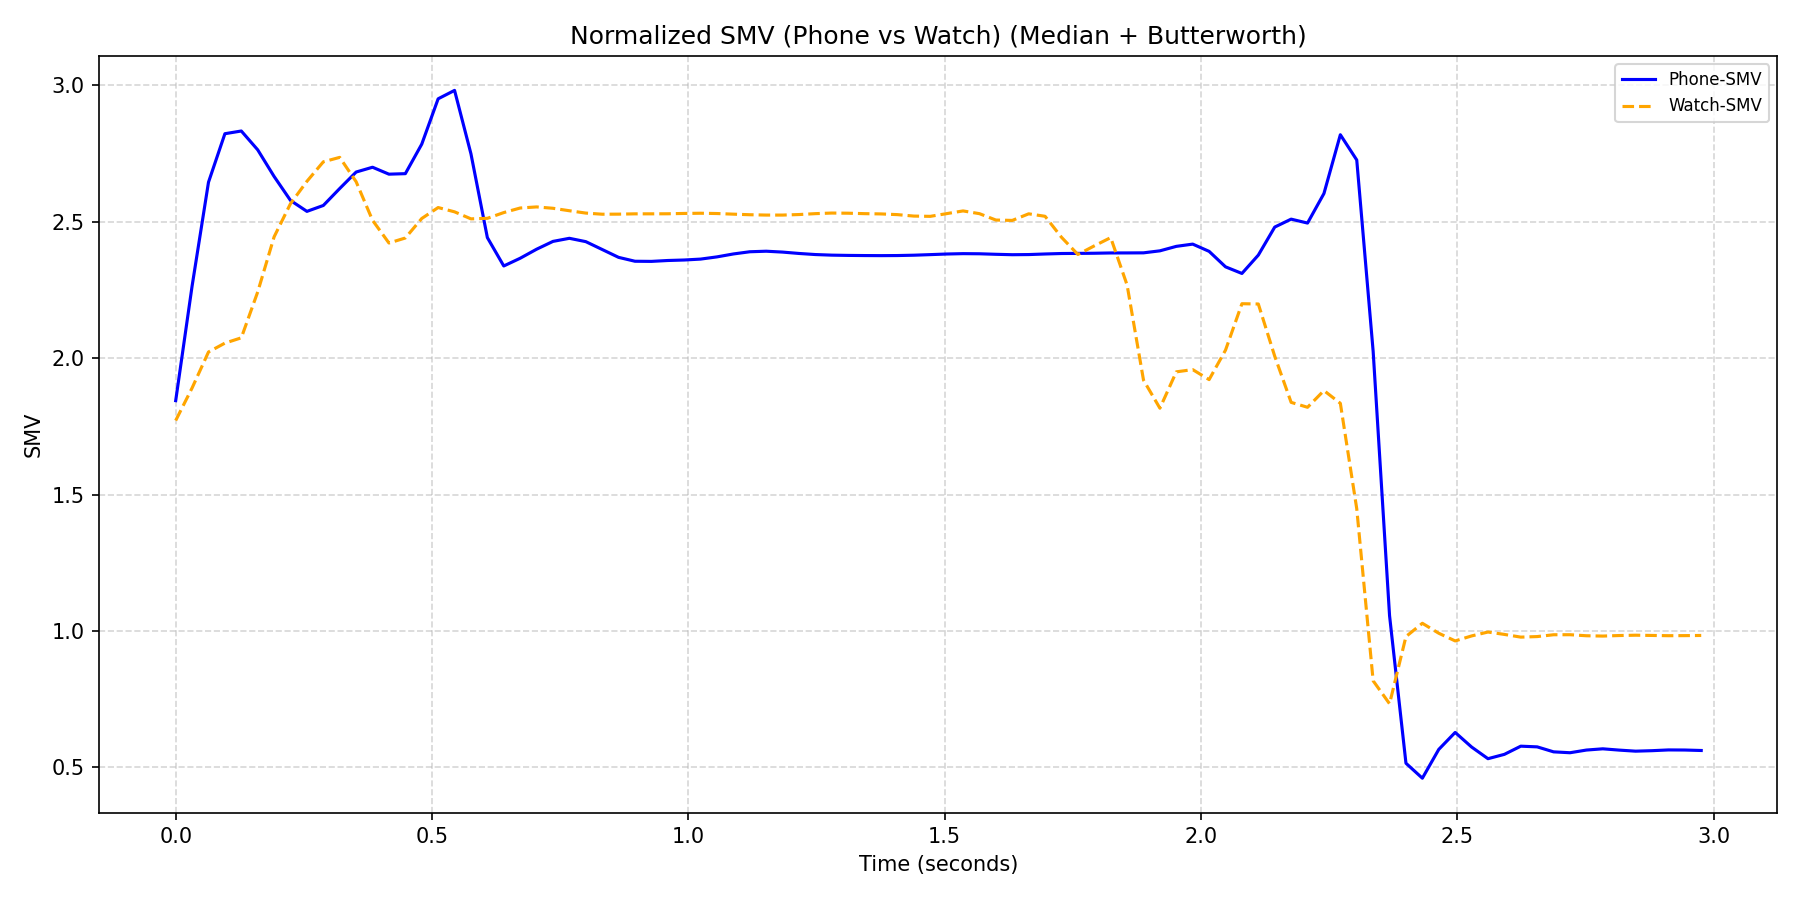 Normalized SMV (Phone vs Watch) (Median + Butterworth)
Phone-SMV
Watch-SMV
3.0
2.5
2.0
1.5
1.0
0.5
SMV
0.0 0.5 1.0 1.5 2.0 2.5 3.0
Time (seconds)